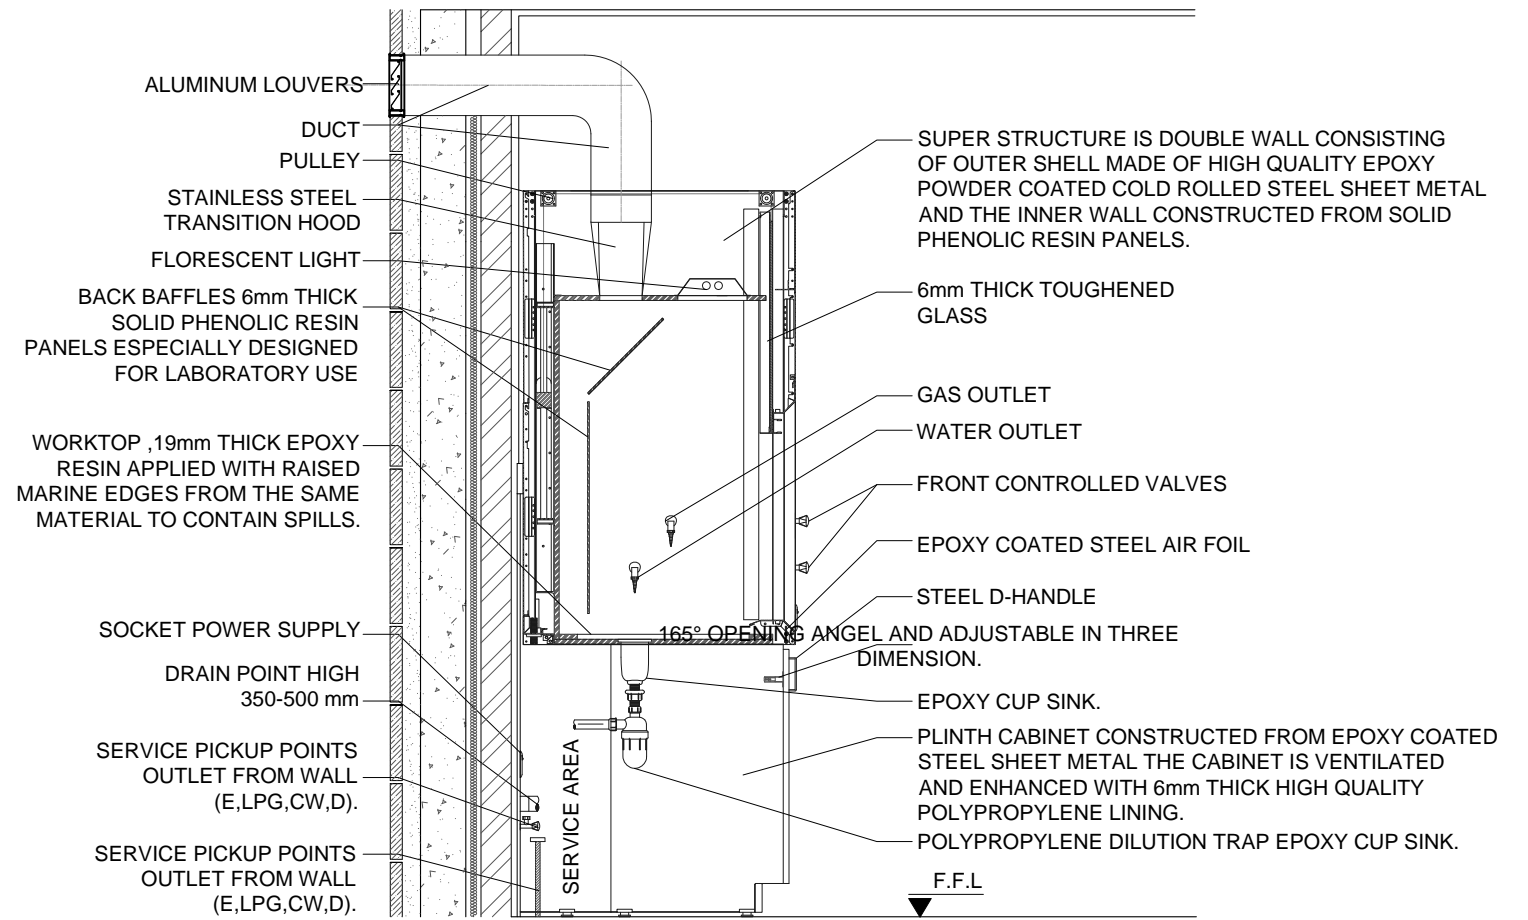 ALUMINUM LOUVERS
DUCT
PULLEY
STAINLESS STEEL
TRANSITION HOOD
FLORESCENT LIGHT
BACK BAFFLES 6mm THICK
SOLID PHENOLIC RESIN
PANELS ESPECIALLY DESIGNED
FOR LABORATORY USE
WORKTOP ,19mm THICK EPOXY
RESIN APPLIED WITH RAISED
MARINE EDGES FROM THE SAME
MATERIAL TO CONTAIN SPILLS.
SOCKET POWER SUPPLY
DRAIN POINT HIGH
350-500 mm
SERVICE PICKUP POINTS
OUTLET FROM WALL
(E,LPG,CW,D).
SERVICE PICKUP POINTS
OUTLET FROM WALL
(E,LPG,CW,D).
SERVICE AREA
SUPER STRUCTURE IS DOUBLE WALL CONSISTING
OF OUTER SHELL MADE OF HIGH QUALITY EPOXY
POWDER COATED COLD ROLLED STEEL SHEET METAL
AND THE INNER WALL CONSTRUCTED FROM SOLID
PHENOLIC RESIN PANELS.
6mm THICK TOUGHENED
GLASS
GAS OUTLET
WATER OUTLET
FRONT CONTROLLED VALVES
EPOXY COATED STEEL AIR FOIL
STEEL D-HANDLE
165° OPENING ANGEL AND ADJUSTABLE IN THREE
DIMENSION.
EPOXY CUP SINK.
PLINTH CABINET CONSTRUCTED FROM EPOXY COATED
STEEL SHEET METAL THE CABINET IS VENTILATED
AND ENHANCED WITH 6mm THICK HIGH QUALITY
POLYPROPYLENE LINING.
POLYPROPYLENE DILUTION TRAP EPOXY CUP SINK.
F.F.L